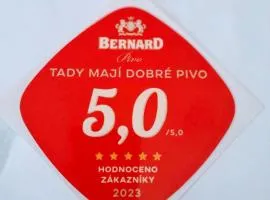 BERNARD
Pivo
TADY MAJÍ DOBRÉ PIVO
5,0/5,0
HODNOCENO
ZÁKAZNÍKY
2023